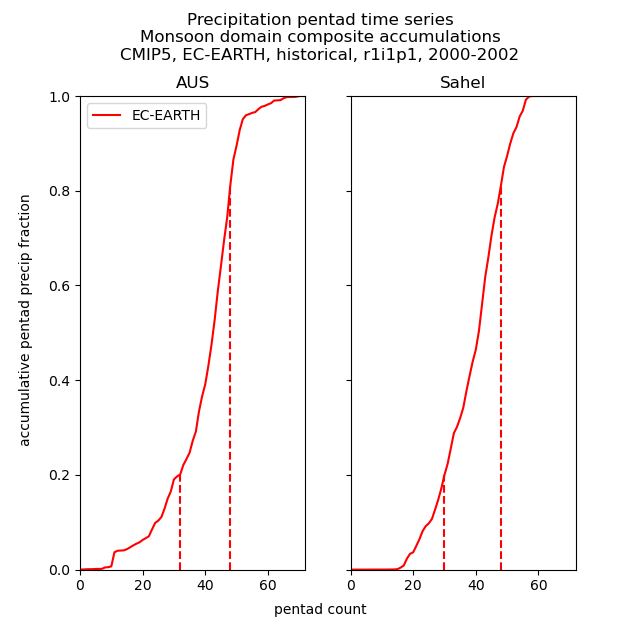 Precipitation pentad time series
Monsoon domain composite accumulations
CMIP5, EC-EARTH, historical, r1i1p1, 2000-2002
AUS
Sahel
EC-EARTH
accumulative pentad precip fraction
1.0
0.8
0.6
0.4
0.2
0.0
0 20 40 60
0 20 40 60
pentad count